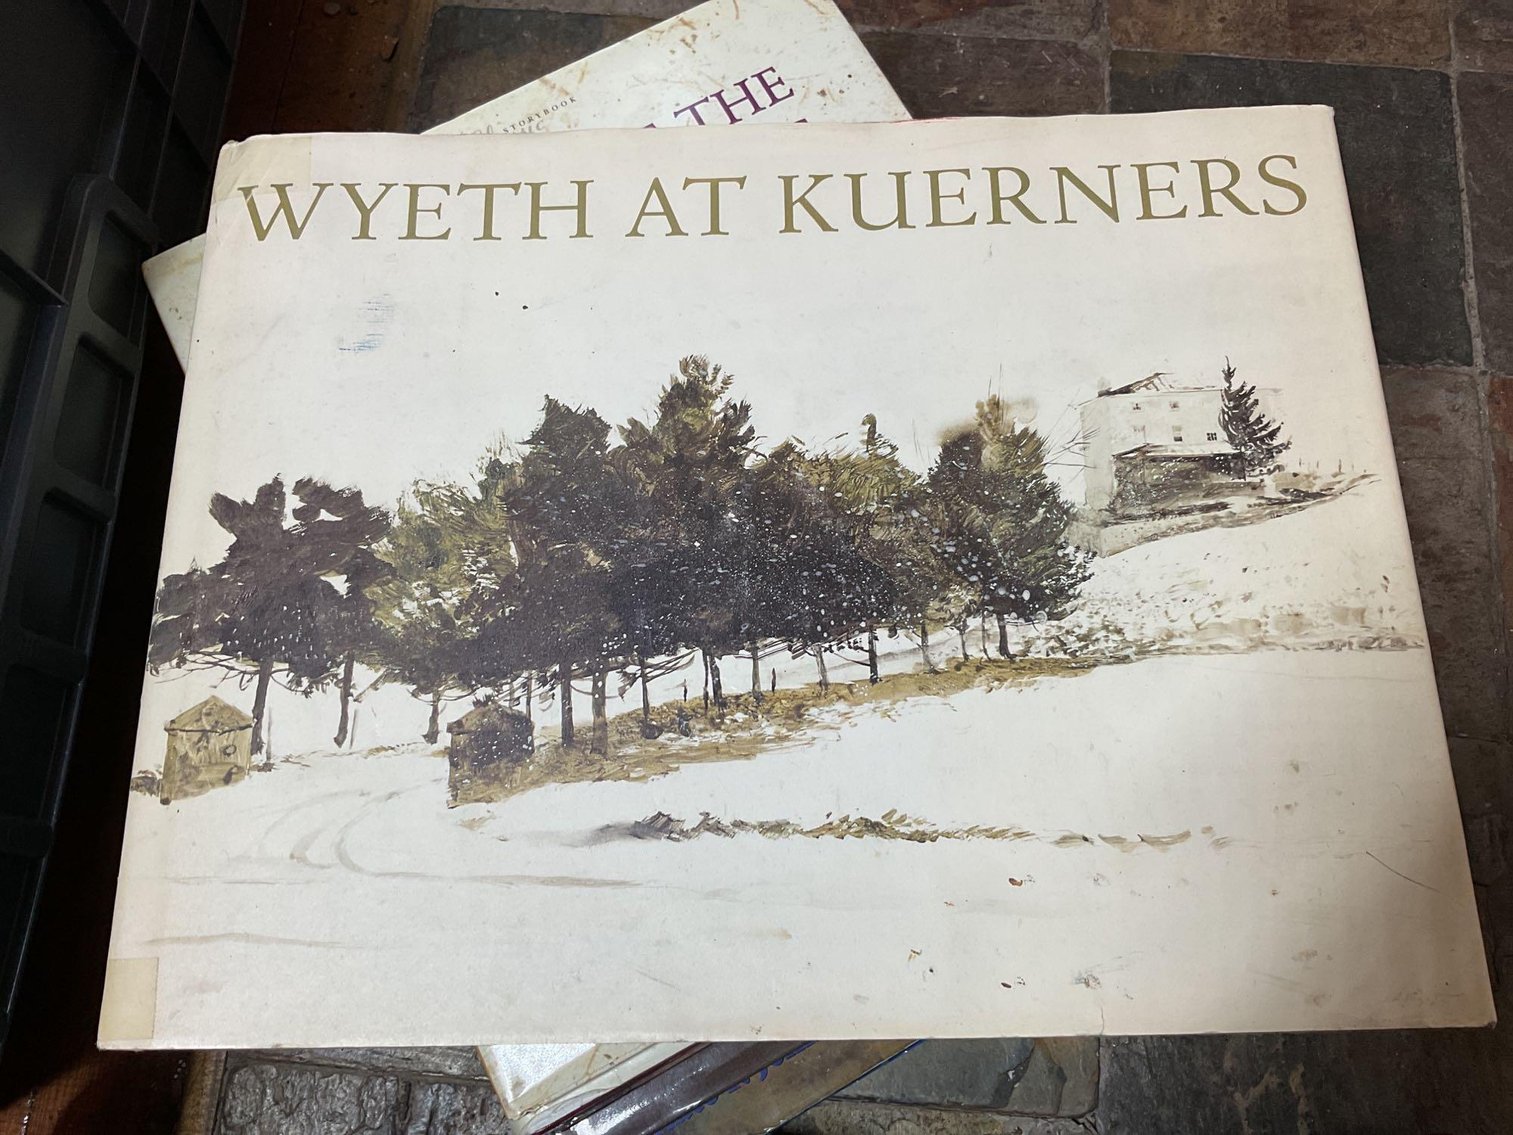 STORYBOOK
THE
WYETH AT KUERNERS